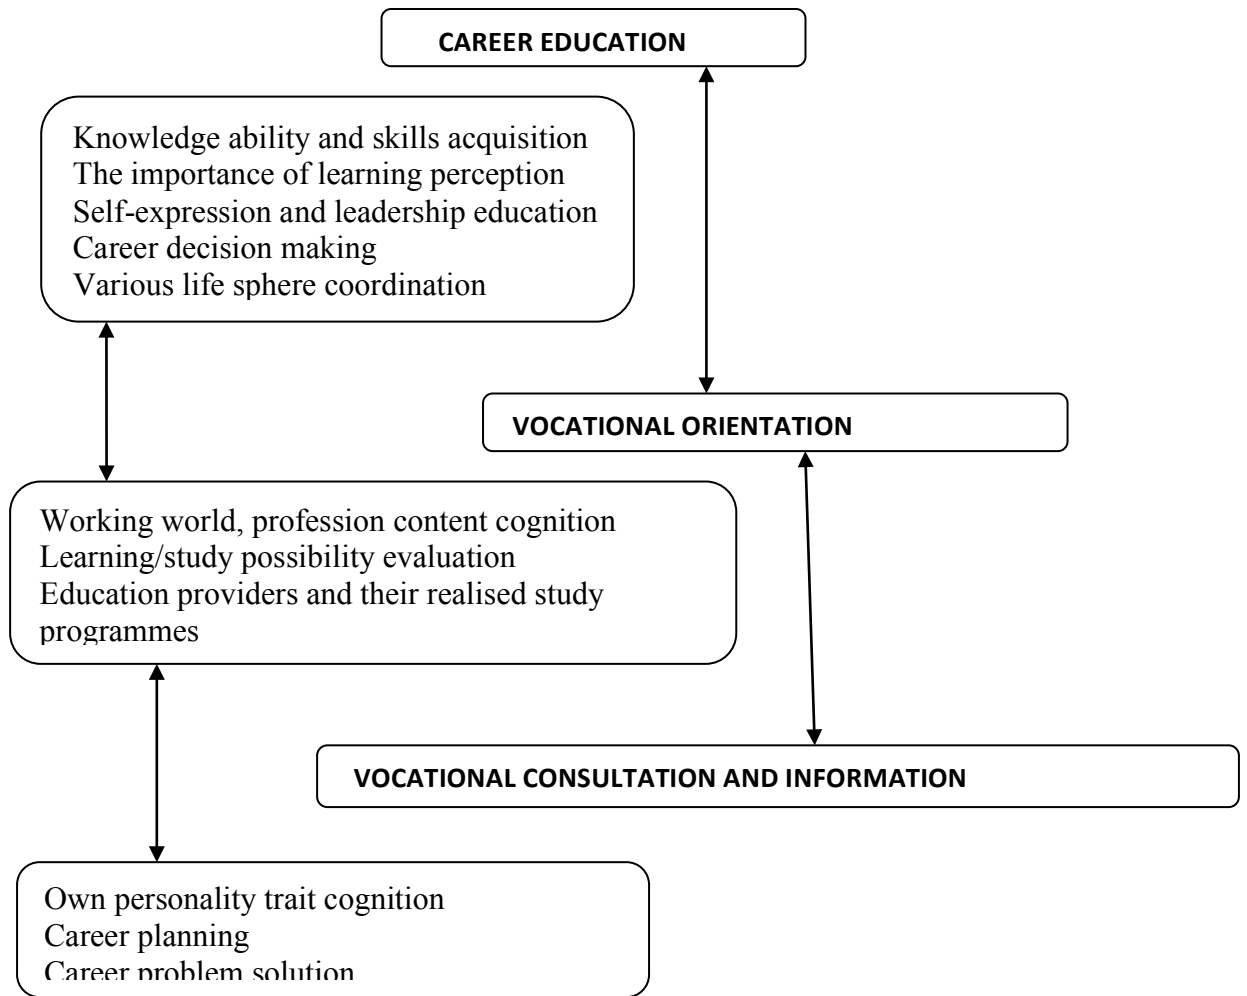 CAREER EDUCATION
Knowledge ability and skills acquisition
The importance of learning perception
Self-expression and leadership education
Career decision making
Various life sphere coordination
VOCATIONAL ORIENTATION
Working world, profession content cognition
Learning/study possibility evaluation
Education providers and their realised study
programmes
VOCATIONAL CONSULTATION AND INFORMATION
Own personality trait cognition
Career planning
Career problem solution